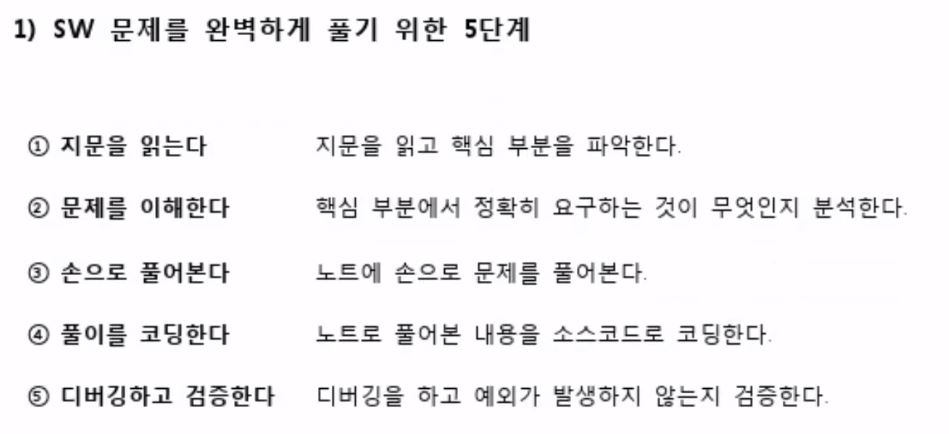 1) SW 문제를 완벽하게 풀기 위한 5단계
① 지문을 읽는다 지문을 읽고 핵심 부분을 파악한다.
② 문제를 이해한다 핵심 부분에서 정확히 요구하는 것이 무엇인지 분석한다.
③ 손으로 풀어본다 노트에 손으로 문제를 풀어본다.
④ 풀이를 코딩한다 노트로 풀어본 내용을 소스코드로 코딩한다.
⑤ 디버깅하고 검증한다 디버깅을 하고 예외가 발생하지 않는지 검증한다.